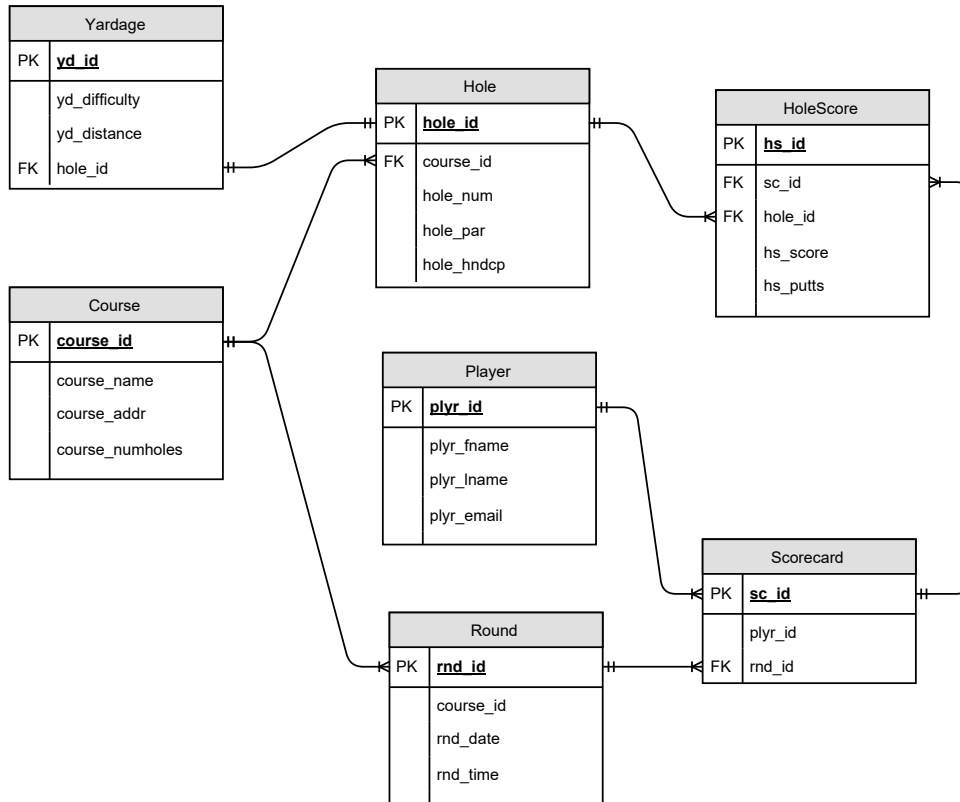 Yardage
PK yd_id
yd_difficulty
yd_distance
FK hole_id
Hole
PK hole_id
FK course_id
hole_num
hole_par
hole_hndcp
HoleScore
PK hs_id
FK sc_id
FK hole_id
hs_score
hs_putts
Course
PK course_id
course_name
course_addr
course_numholes
Player
PK plyr_id
plyr_fname
plyr_lname
plyr_email
Scorecard
PK sc_id
plyr_id
FK rnd_id
Round
PK rnd_id
course_id
rnd_date
rnd_time